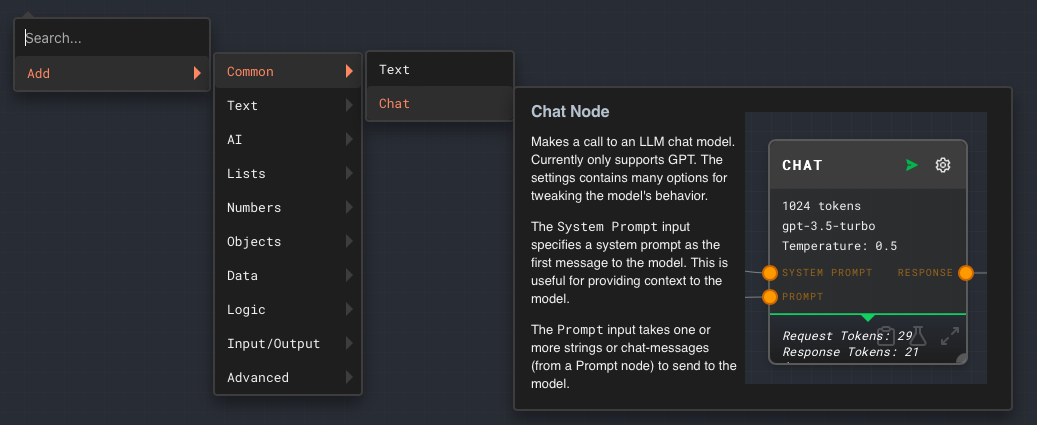 Search...
Add
Common
Text
AI
Lists
Numbers
Objects
Data
Logic
Input/Output
Advanced
Text
Chat
Chat Node
Makes a call to an LLM chat model.
Currently only supports GPT. The
settings contains many options for
tweaking the model's behavior.
The System Prompt input
specifies a system prompt as the
first message to the model. This is
useful for providing context to the
model.
The Prompt input takes one or
more strings or chat-messages
(from a Prompt node) to send to the
model.
CHAT
1024 tokens
gpt-3.5-turbo
Temperature: 0.5
SYSTEM PROMPT RESPONSE
PROMPT
Request Tokens: 29
Response Tokens: 21